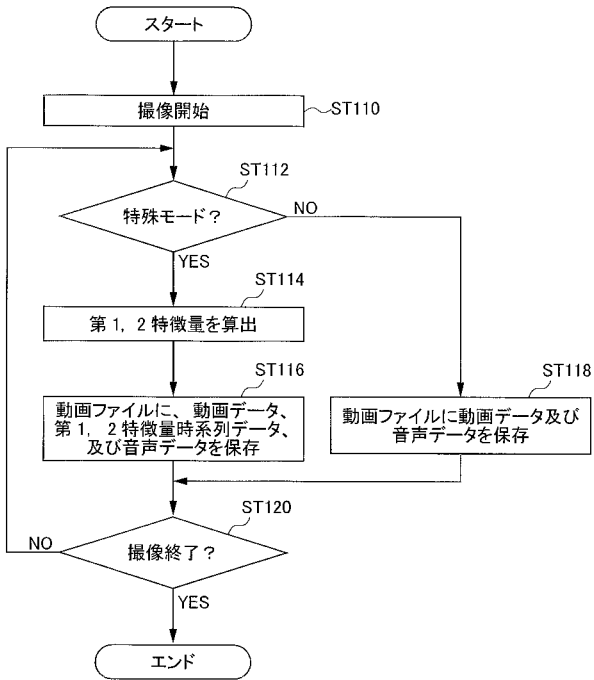 スタート
撮像開始
ST110
ST112
特殊モード?
NO
YES
ST114
第1,2特徴量を算出
ST116
動画ファイルに、動画データ、
第1,2特徴量時系列データ、
及び音声データを保存
ST118
動画ファイルに動画データ及び
音声データを保存
ST120
撮像終了?
NO
YES
エンド